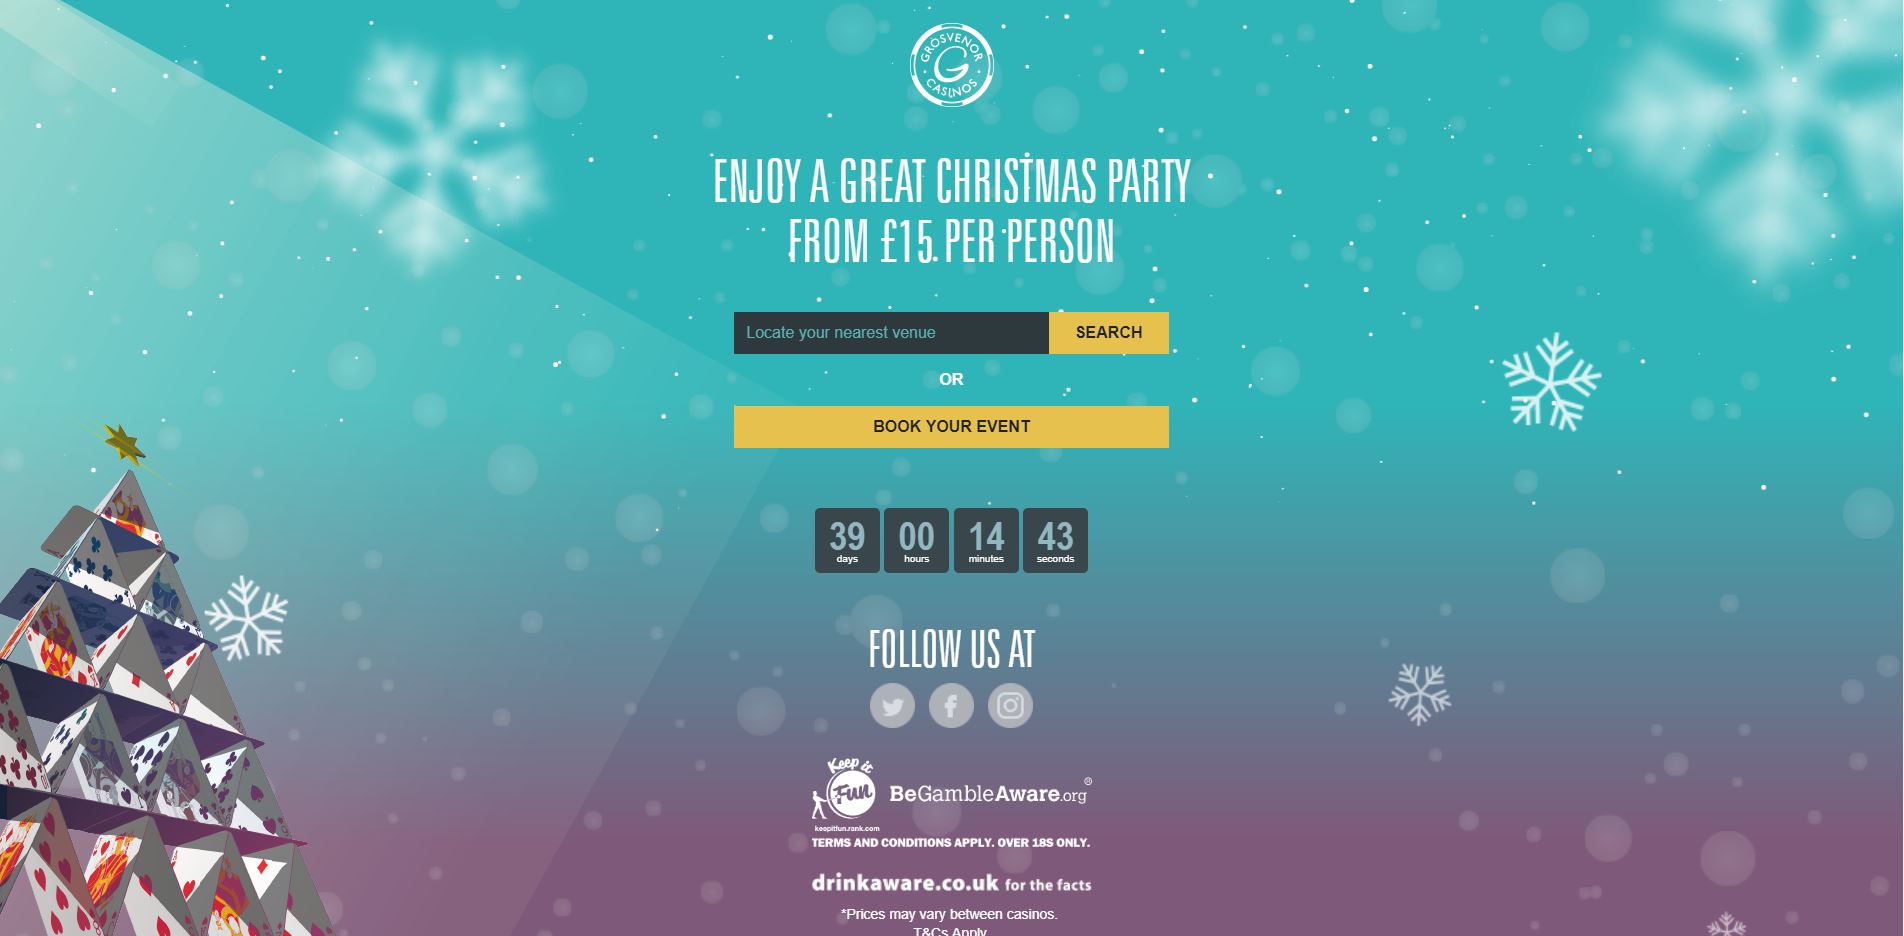 GROSVENOR
G
CASINOS
ENJOY A GREAT CHRISTMAS PARTY
FROM £15 PER PERSON
Locate your nearest venue
SEARCH
OR
BOOK YOUR EVENT
39 00 14 43
days hours minutes seconds
FOLLOW US AT
Keep it
Fun
BeGambleAware.org®
keepitfun.rank.com
TERMS AND CONDITIONS APPLY. OVER 18S ONLY.
drinkaware.co.uk for the facts
*Prices may vary between casinos.
T&Cs Apply